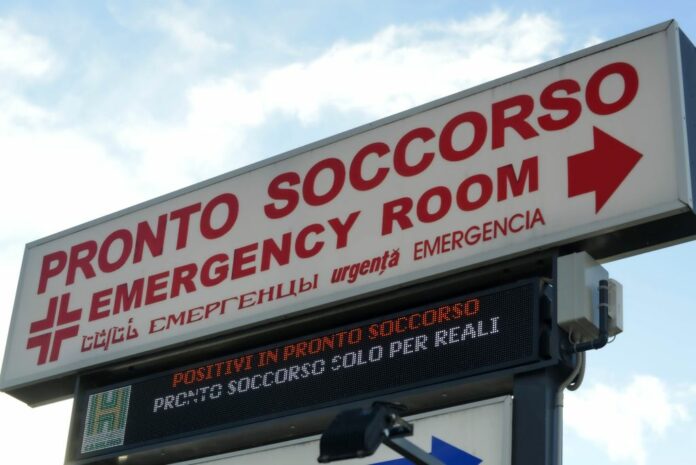 PRONTO SOCCORSO
EMERGENCY ROOM
ЕМЕРГЕНЦЫ urgență EMERGENCIA
POSITIVI IN PRONTO SOCCORSO
PRONTO SOCCORSO SOLO PER REALI
H